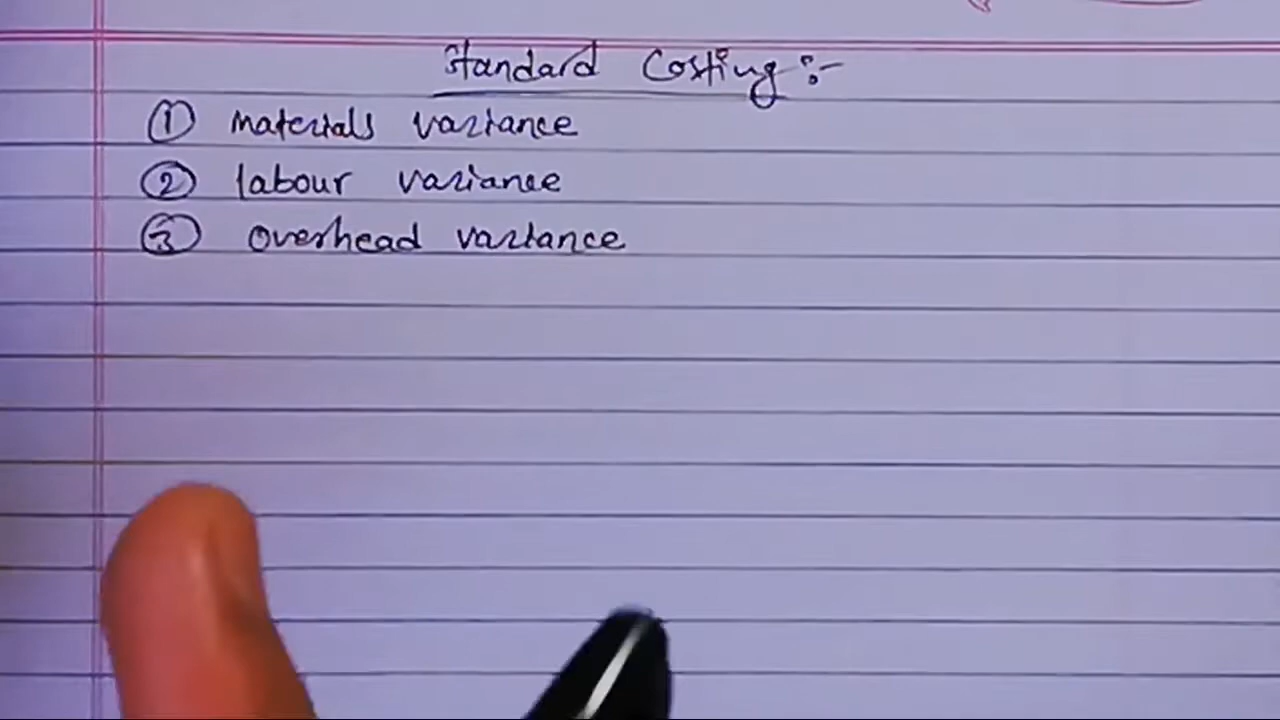 Standard Costing :-
① materials variance
② labour variance
③ overhead variance